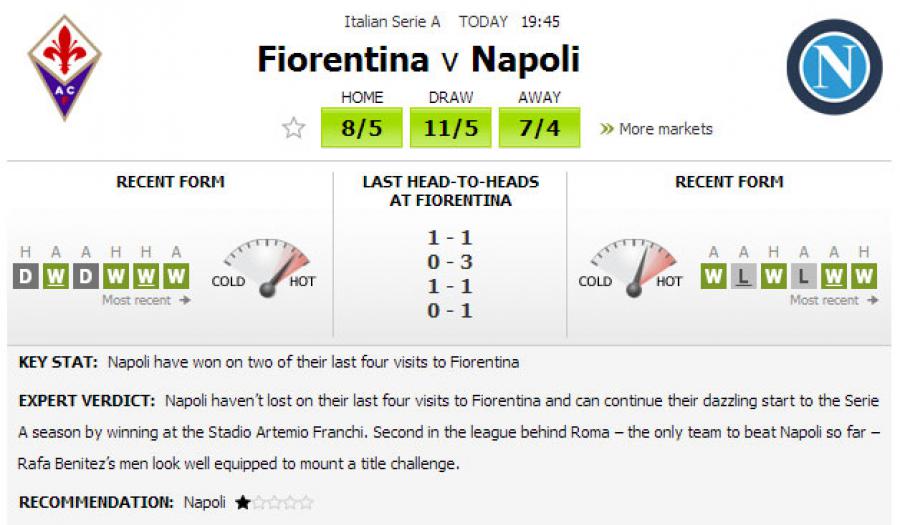 Italian Serie A TODAY 19:45
Fiorentina v Napoli
HOME DRAW AWAY
8/5 11/5 7/4 » More markets
A C
F
N
RECENT FORM
H A A H H A
D W D W W W
COLD HOT
Most recent →
LAST HEAD-TO-HEADS
AT FIORENTINA
1 - 1
0 - 3
1 - 1
0 - 1
RECENT FORM
COLD HOT
A A H A A H
W L W L W W
Most recent →
KEY STAT: Napoli have won on two of their last four visits to Fiorentina
EXPERT VERDICT: Napoli haven't lost on their last four visits to Fiorentina and can continue their dazzling start to the Serie
A season by winning at the Stadio Artemio Franchi. Second in the league behind Roma – the only team to beat Napoli so far –
Rafa Benitez's men look well equipped to mount a title challenge.
RECOMMENDATION: Napoli ★☆☆☆☆